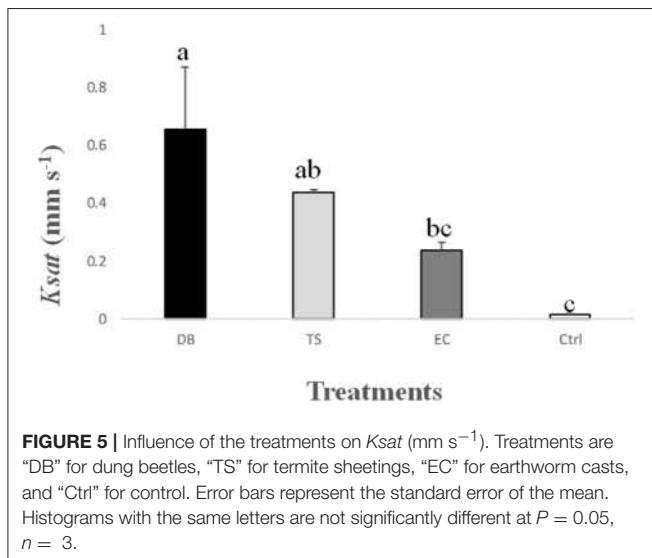 1
a
0.8
0.6
ab
Ksat (mm s⁻¹)
0.4
bc
0.2
c
0
DB TS EC Ctrl
Treatments
FIGURE 5 | Influence of the treatments on Ksat (mm s⁻¹). Treatments are
“DB” for dung beetles, “TS” for termite sheetings, “EC” for earthworm casts,
and “Ctrl” for control. Error bars represent the standard error of the mean.
Histograms with the same letters are not significantly different at P = 0.05,
n = 3.